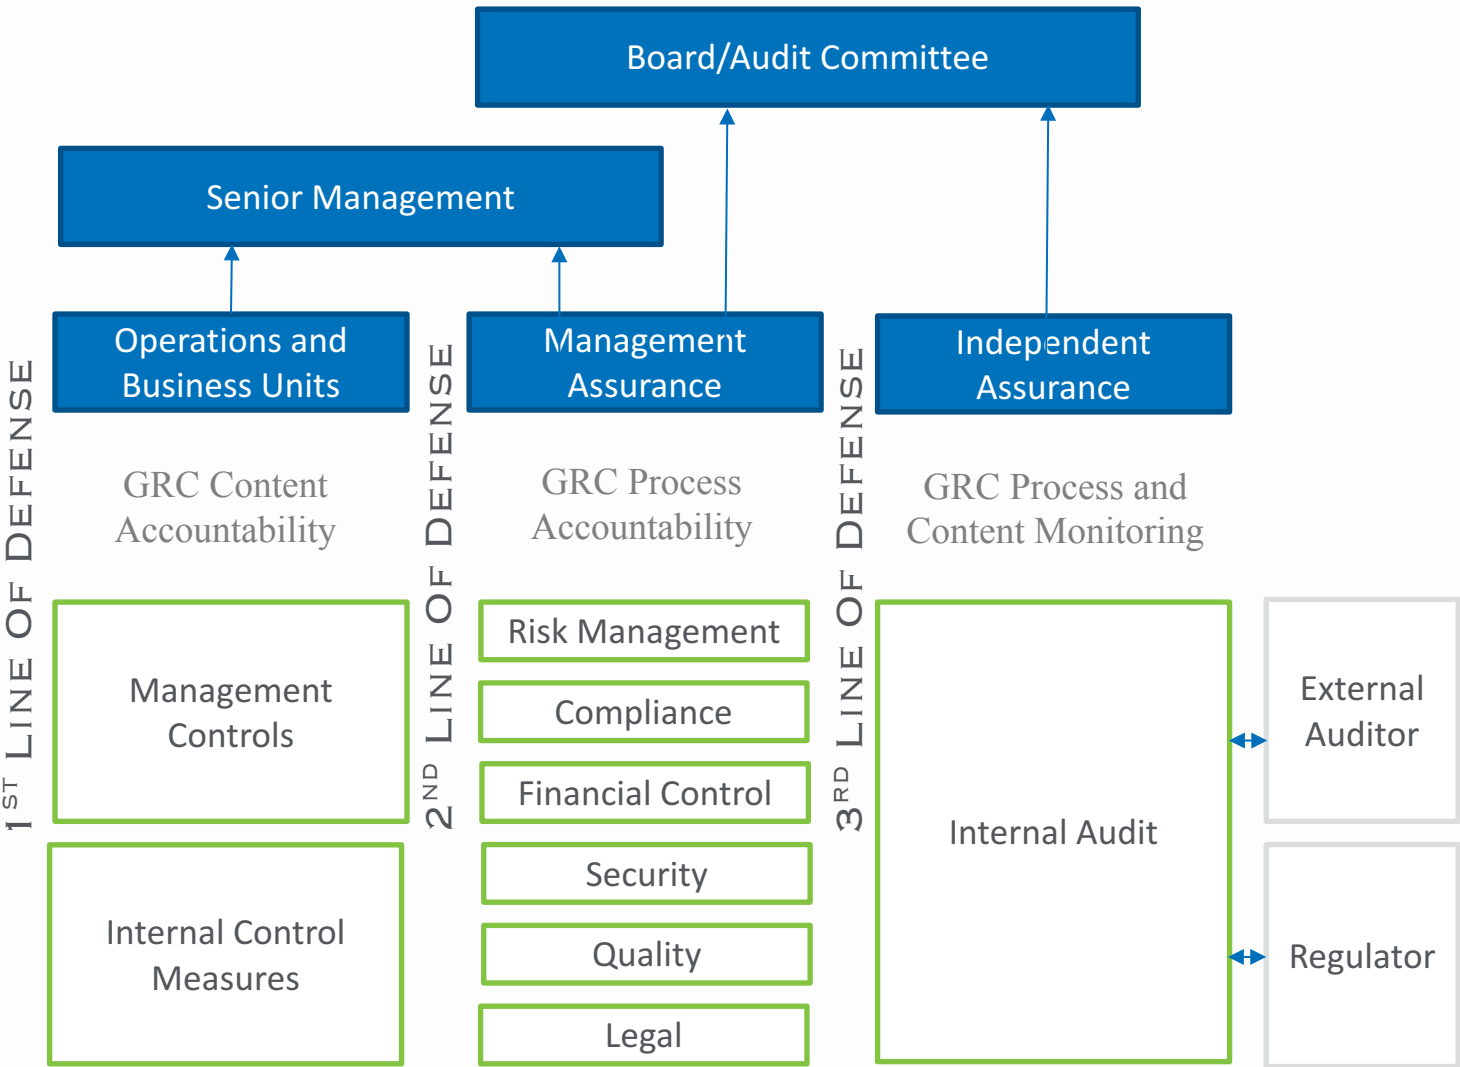 Board/Audit Committee
Senior Management
1ST LINE OF DEFENSE
Operations and
Business Units
GRC Content
Accountability
Management
Controls
Internal Control
Measures
2ND LINE OF DEFENSE
Management
Assurance
GRC Process
Accountability
Risk Management
Compliance
Financial Control
Security
Quality
Legal
3RD LINE OF DEFENSE
Independent
Assurance
GRC Process and
Content Monitoring
Internal Audit
External
Auditor
Regulator